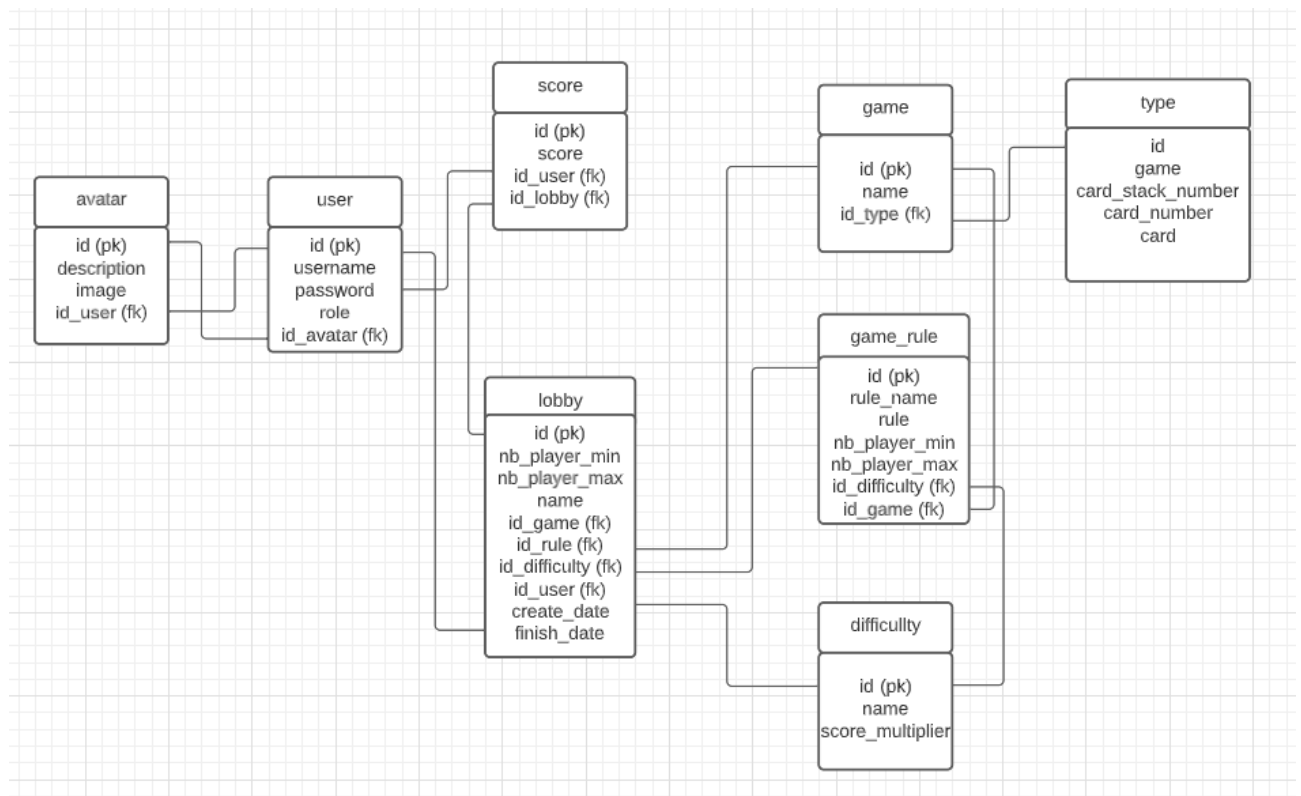 avatar
id (pk)
description
image
id_user (fk)
user
id (pk)
username
password
role
id_avatar (fk)
score
id (pk)
score
id_user (fk)
id_lobby (fk)
lobby
id (pk)
nb_player_min
nb_player_max
name
id_game (fk)
id_rule (fk)
id_difficulty (fk)
id_user (fk)
create_date
finish_date
game
id (pk)
name
id_type (fk)
type
id
game
card_stack_number
card_number
card
game_rule
id (pk)
rule_name
rule
nb_player_min
nb_player_max
id_difficulty (fk)
id_game (fk)
difficullty
id (pk)
name
score_multiplier